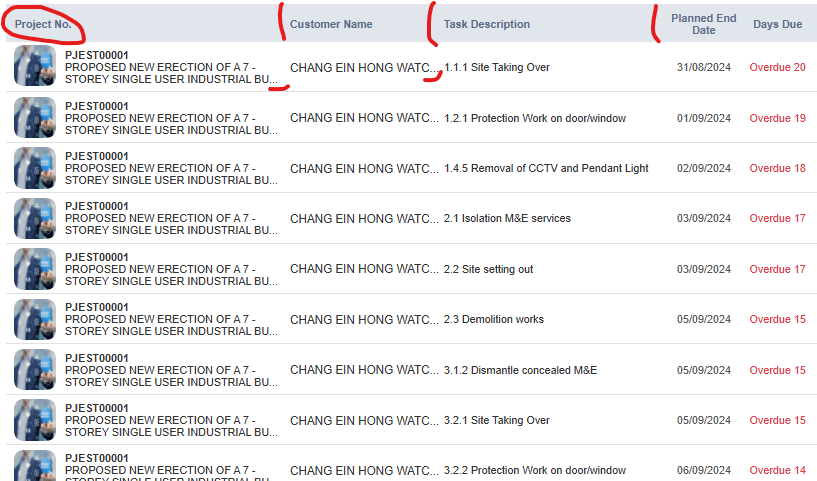 Project No. Customer Name Task Description Planned End Date Days Due
PJEST00001
PROPOSED NEW ERECTION OF A 7 -
STOREY SINGLE USER INDUSTRIAL BU...
CHANG EIN HONG WATC... 1.1.1 Site Taking Over 31/08/2024 Overdue 20
PJEST00001
PROPOSED NEW ERECTION OF A 7 -
STOREY SINGLE USER INDUSTRIAL BU...
CHANG EIN HONG WATC... 1.2.1 Protection Work on door/window 01/09/2024 Overdue 19
PJEST00001
PROPOSED NEW ERECTION OF A 7 -
STOREY SINGLE USER INDUSTRIAL BU...
CHANG EIN HONG WATC... 1.4.5 Removal of CCTV and Pendant Light 02/09/2024 Overdue 18
PJEST00001
PROPOSED NEW ERECTION OF A 7 -
STOREY SINGLE USER INDUSTRIAL BU...
CHANG EIN HONG WATC... 2.1 Isolation M&E services 03/09/2024 Overdue 17
PJEST00001
PROPOSED NEW ERECTION OF A 7 -
STOREY SINGLE USER INDUSTRIAL BU...
CHANG EIN HONG WATC... 2.2 Site setting out 03/09/2024 Overdue 17
PJEST00001
PROPOSED NEW ERECTION OF A 7 -
STOREY SINGLE USER INDUSTRIAL BU...
CHANG EIN HONG WATC... 2.3 Demolition works 05/09/2024 Overdue 15
PJEST00001
PROPOSED NEW ERECTION OF A 7 -
STOREY SINGLE USER INDUSTRIAL BU...
CHANG EIN HONG WATC... 3.1.2 Dismantle concealed M&E 05/09/2024 Overdue 15
PJEST00001
PROPOSED NEW ERECTION OF A 7 -
STOREY SINGLE USER INDUSTRIAL BU...
CHANG EIN HONG WATC... 3.2.1 Site Taking Over 05/09/2024 Overdue 15
PJEST00001
PROPOSED NEW ERECTION OF A 7 -
STOREY SINGLE USER INDUSTRIAL BU...
CHANG EIN HONG WATC... 3.2.2 Protection Work on door/window 06/09/2024 Overdue 14